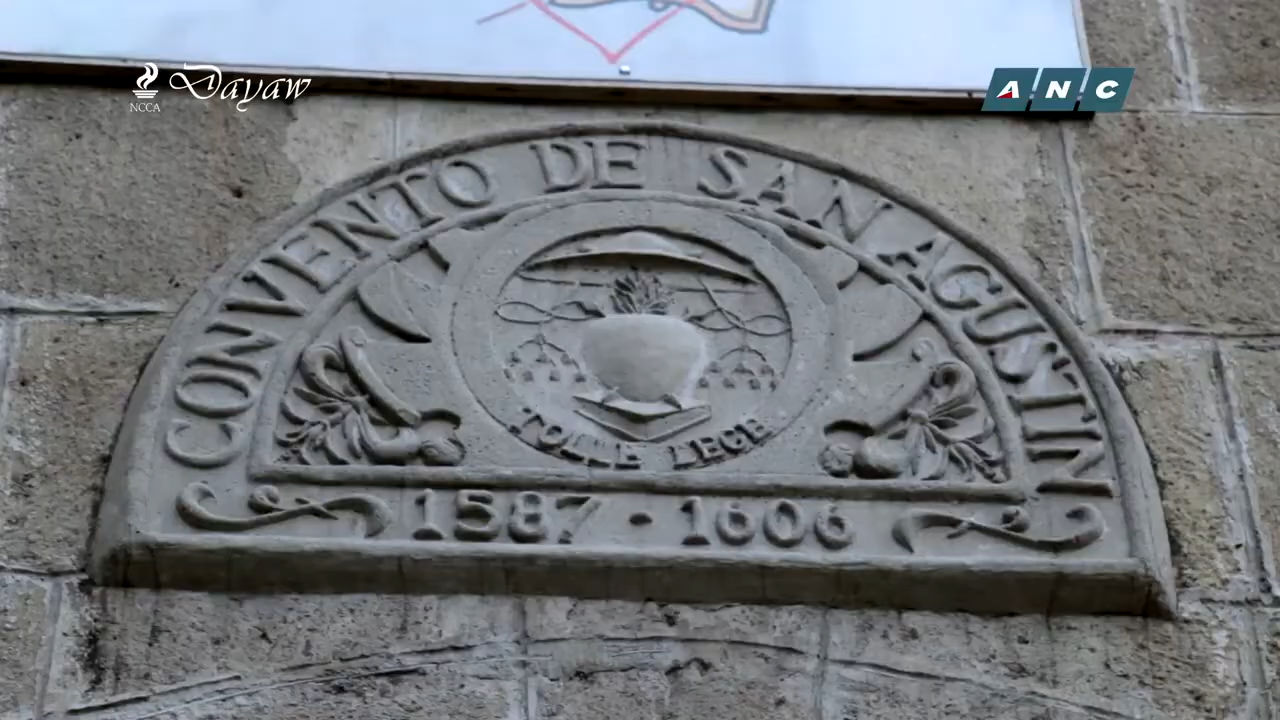 NCCA
Dayaw
ANC
CONVENTO DE SAN AGUSTIN
TOLLE LEGE
1587 · 1606